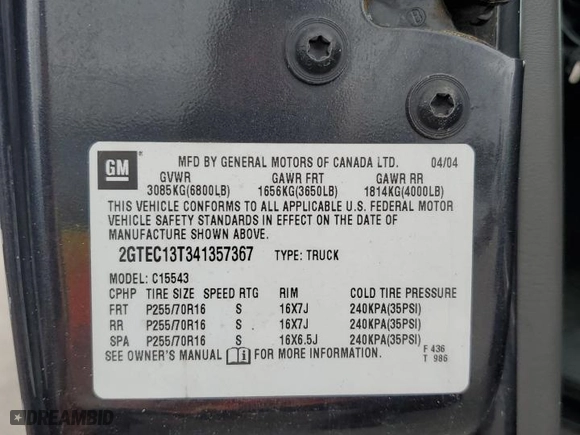 GM
MFD BY GENERAL MOTORS OF CANADA LTD. 04/04
GVWR GAWR FRT GAWR RR
3085KG(6800LB) 1656KG(3650LB) 1814KG(4000LB)
THIS VEHICLE CONFORMS TO ALL APPLICABLE U.S. FEDERAL MOTOR
VEHICLE SAFETY STANDARDS IN EFFECT ON THE DATE OF
MANUFACTURE SHOWN ABOVE.
2GTEC13T341357367 TYPE: TRUCK
MODEL: C15543
CPHP TIRE SIZE SPEED RTG RIM COLD TIRE PRESSURE
FRT P255/70R16 S 16X7J 240KPA(35PSI)
RR P255/70R16 S 16X7J 240KPA(35PSI)
SPA P255/70R16 S 16X6.5J 240KPA(35PSI)
SEE OWNER'S MANUAL i FOR MORE INFORMATION.
F 436
T 986
DREAMBID